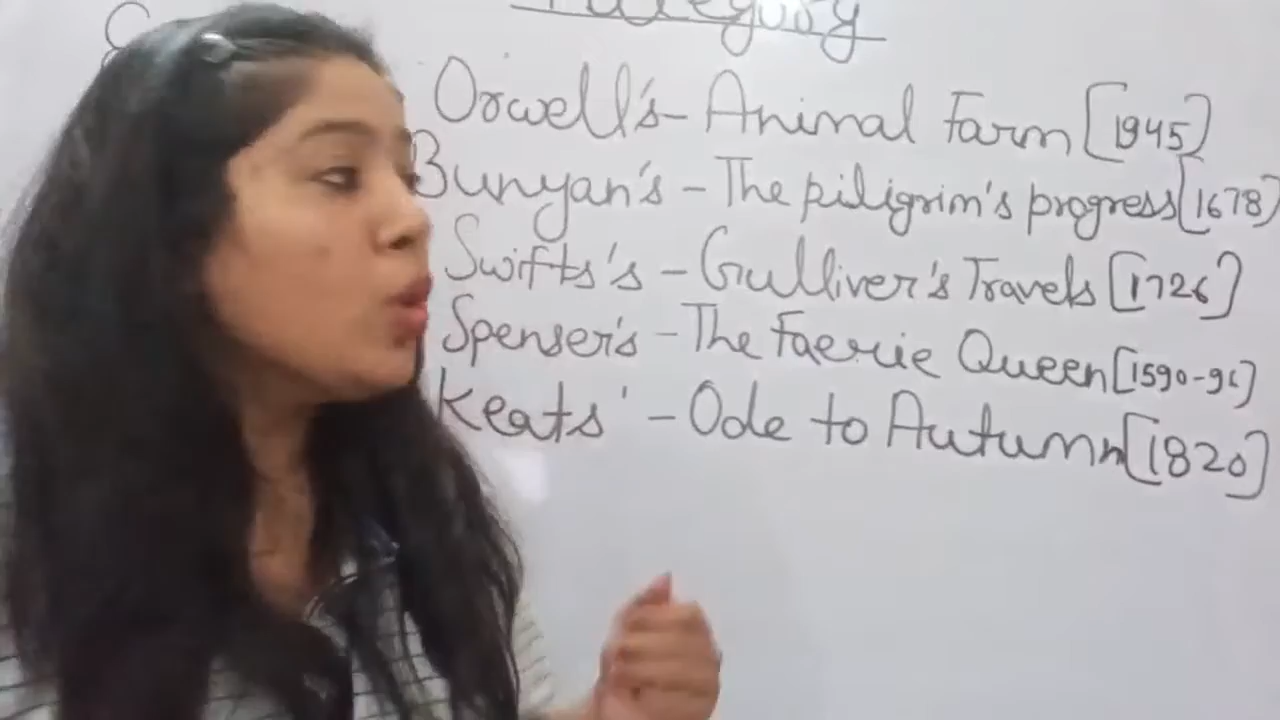 Allegory
Orwell's - Animal Farm [1945]
Bunyan's - The piligrim's progress [1678]
Swifts's - Gulliver's Travels [1726]
Spenser's - The Faerie Queen [1590-96]
Keats' - Ode to Autumn [1820]